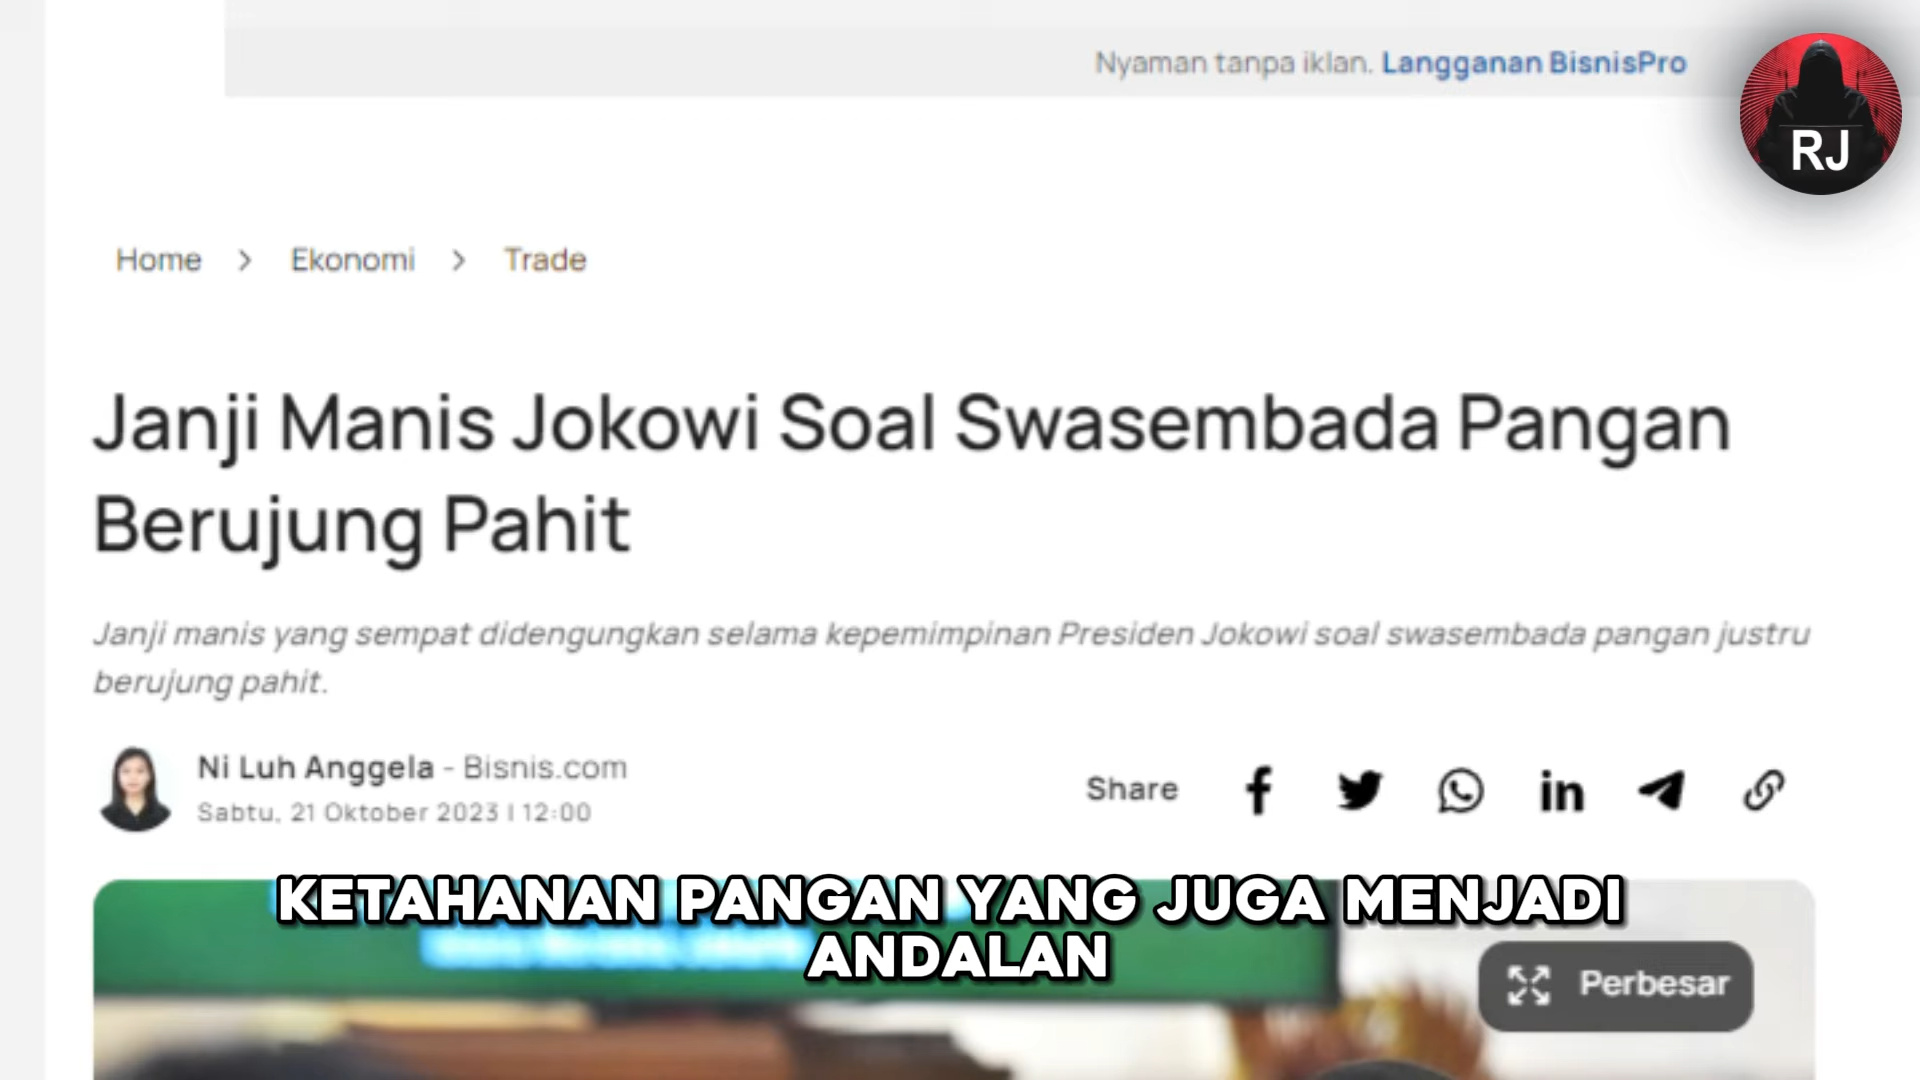 Nyaman tanpa iklan. Langganan BisnisPro
RJ
Home > Ekonomi > Trade
Janji Manis Jokowi Soal Swasembada Pangan
Berujung Pahit
Janji manis yang sempat didengungkan selama kepemimpinan Presiden Jokowi soal swasembada pangan justru
berujung pahit.
Ni Luh Anggela - Bisnis.com
Sabtu, 21 Oktober 2023 | 12:00
Share
KETAHANAN PANGAN YANG JUGA MENJADI
ANDALAN
Perbesar